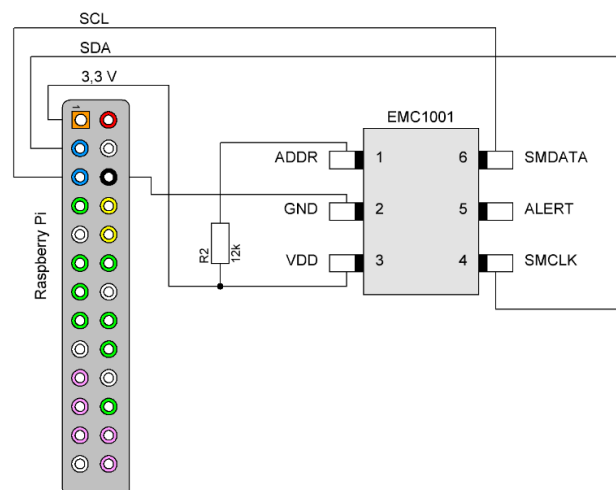 SCL
SDA
3,3 V
1
EMC1001
ADDR 1 6 SMDATA
GND 2 5 ALERT
VDD 3 4 SMCLK
R2
12k
Raspberry Pi